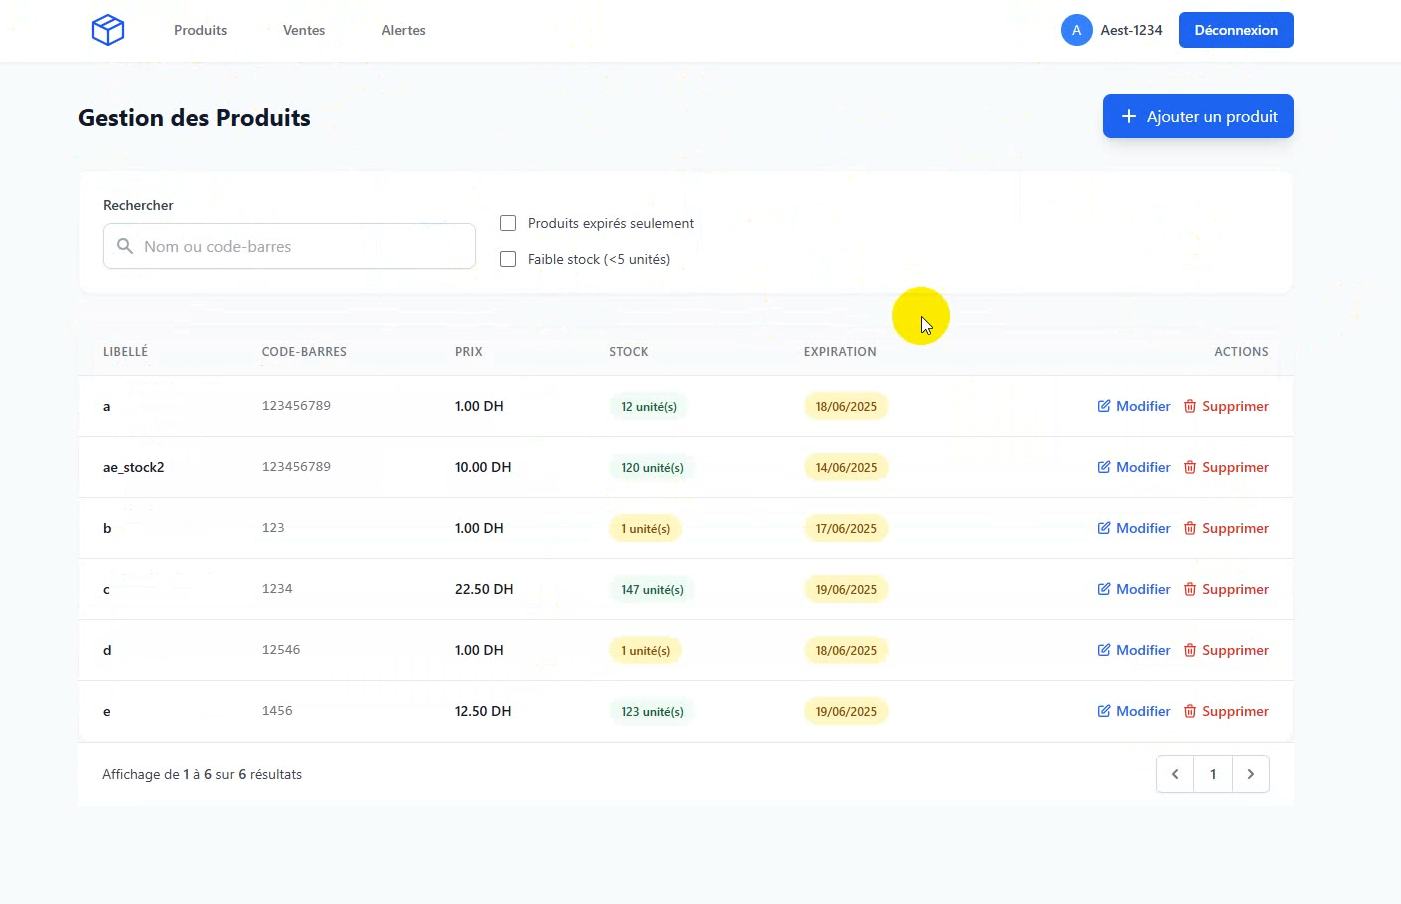 Produits Ventes Alertes A Aest-1234 Déconnexion
Gestion des Produits + Ajouter un produit
Rechercher
Nom ou code-barres
Produits expirés seulement
Faible stock (<5 unités)
LIBELLÉ CODE-BARRES PRIX STOCK EXPIRATION ACTIONS
a 123456789 1.00 DH 12 unité(s) 18/06/2025 Modifier Supprimer
ae_stock2 123456789 10.00 DH 120 unité(s) 14/06/2025 Modifier Supprimer
b 123 1.00 DH 1 unité(s) 17/06/2025 Modifier Supprimer
c 1234 22.50 DH 147 unité(s) 19/06/2025 Modifier Supprimer
d 12546 1.00 DH 1 unité(s) 18/06/2025 Modifier Supprimer
e 1456 12.50 DH 123 unité(s) 19/06/2025 Modifier Supprimer
Affichage de 1 à 6 sur 6 résultats < 1 >